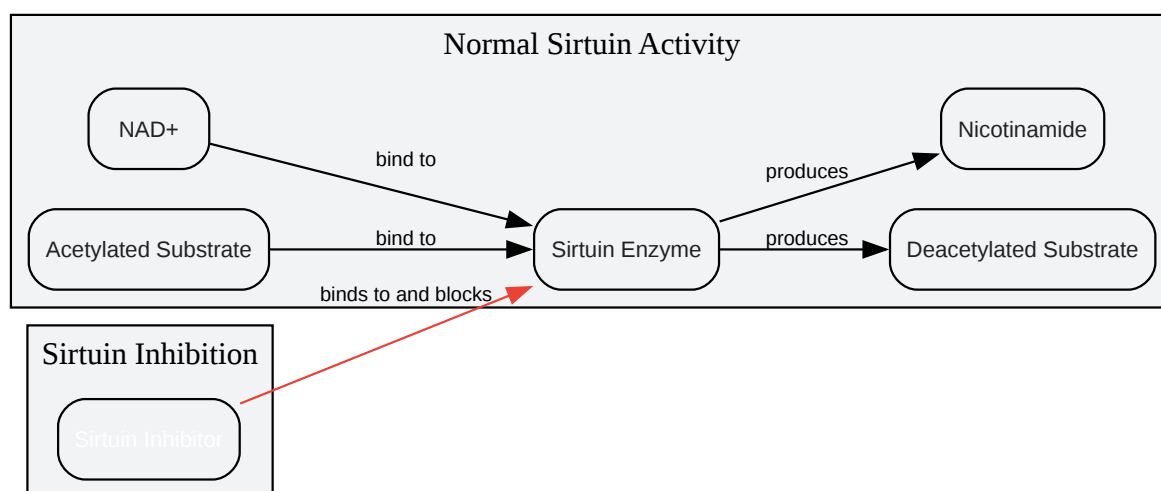 Normal Sirtuin Activity
NAD+
bind to
Nicotinamide
produces
Acetylated Substrate
bind to
Sirtuin Enzyme
produces
Deacetylated Substrate
binds to and blocks
Sirtuin Inhibition
Sirtuin Inhibitor